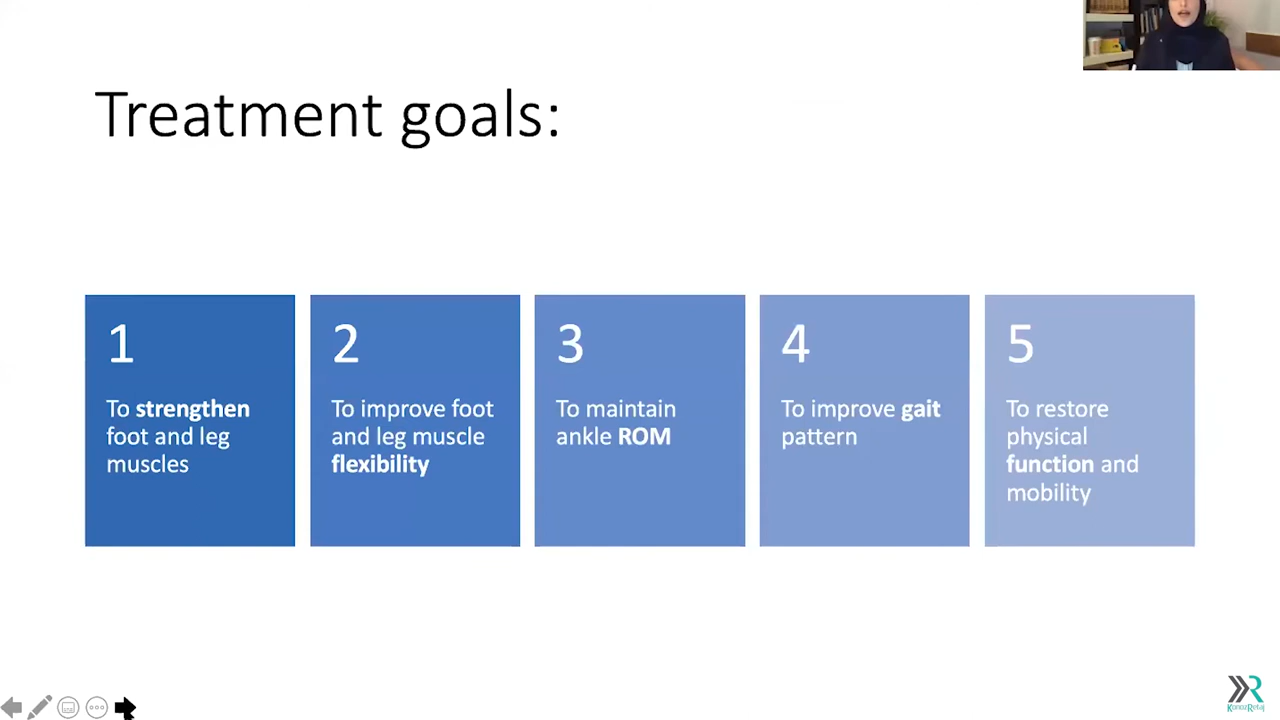 Treatment goals:
1
To strengthen
foot and leg
muscles
2
To improve foot
and leg muscle
flexibility
3
To maintain
ankle ROM
4
To improve gait
pattern
5
To restore
physical
function and
mobility
KonozRetaj